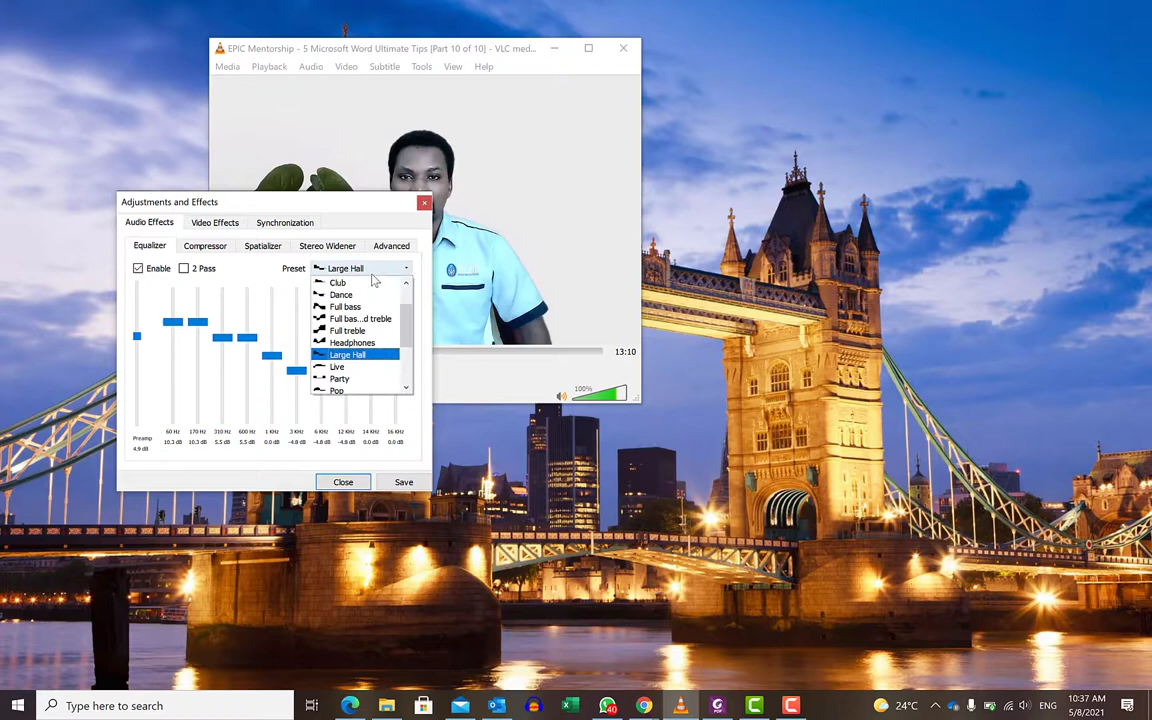 EPIC Mentorship - 5 Microsoft Word Ultimate Tips [Part 10 of 10] - VLC med...
Media Playback Audio Video Subtitle Tools View Help
Adjustments and Effects
Audio Effects Video Effects Synchronization
Equalizer Compressor Spatializer Stereo Widener Advanced
Enable 2 Pass Preset Large Hall
Club
Dance
Full bass
Full bas...d treble
Full treble
Headphones
Large Hall
Live
Party
Pop
13:10
100%
60 Hz 170 Hz 310 Hz 600 Hz 1 KHz 3 KHz 6 KHz 12 KHz 14 KHz 16 KHz
Preamp 10.3 dB 10.3 dB 5.5 dB 5.5 dB 0.0 dB -4.8 dB -4.8 dB -4.8 dB 0.0 dB 0.0 dB
4.9 dB
Close Save
Type here to search
40
24°C
ENG
10:37 AM
5/8/2021